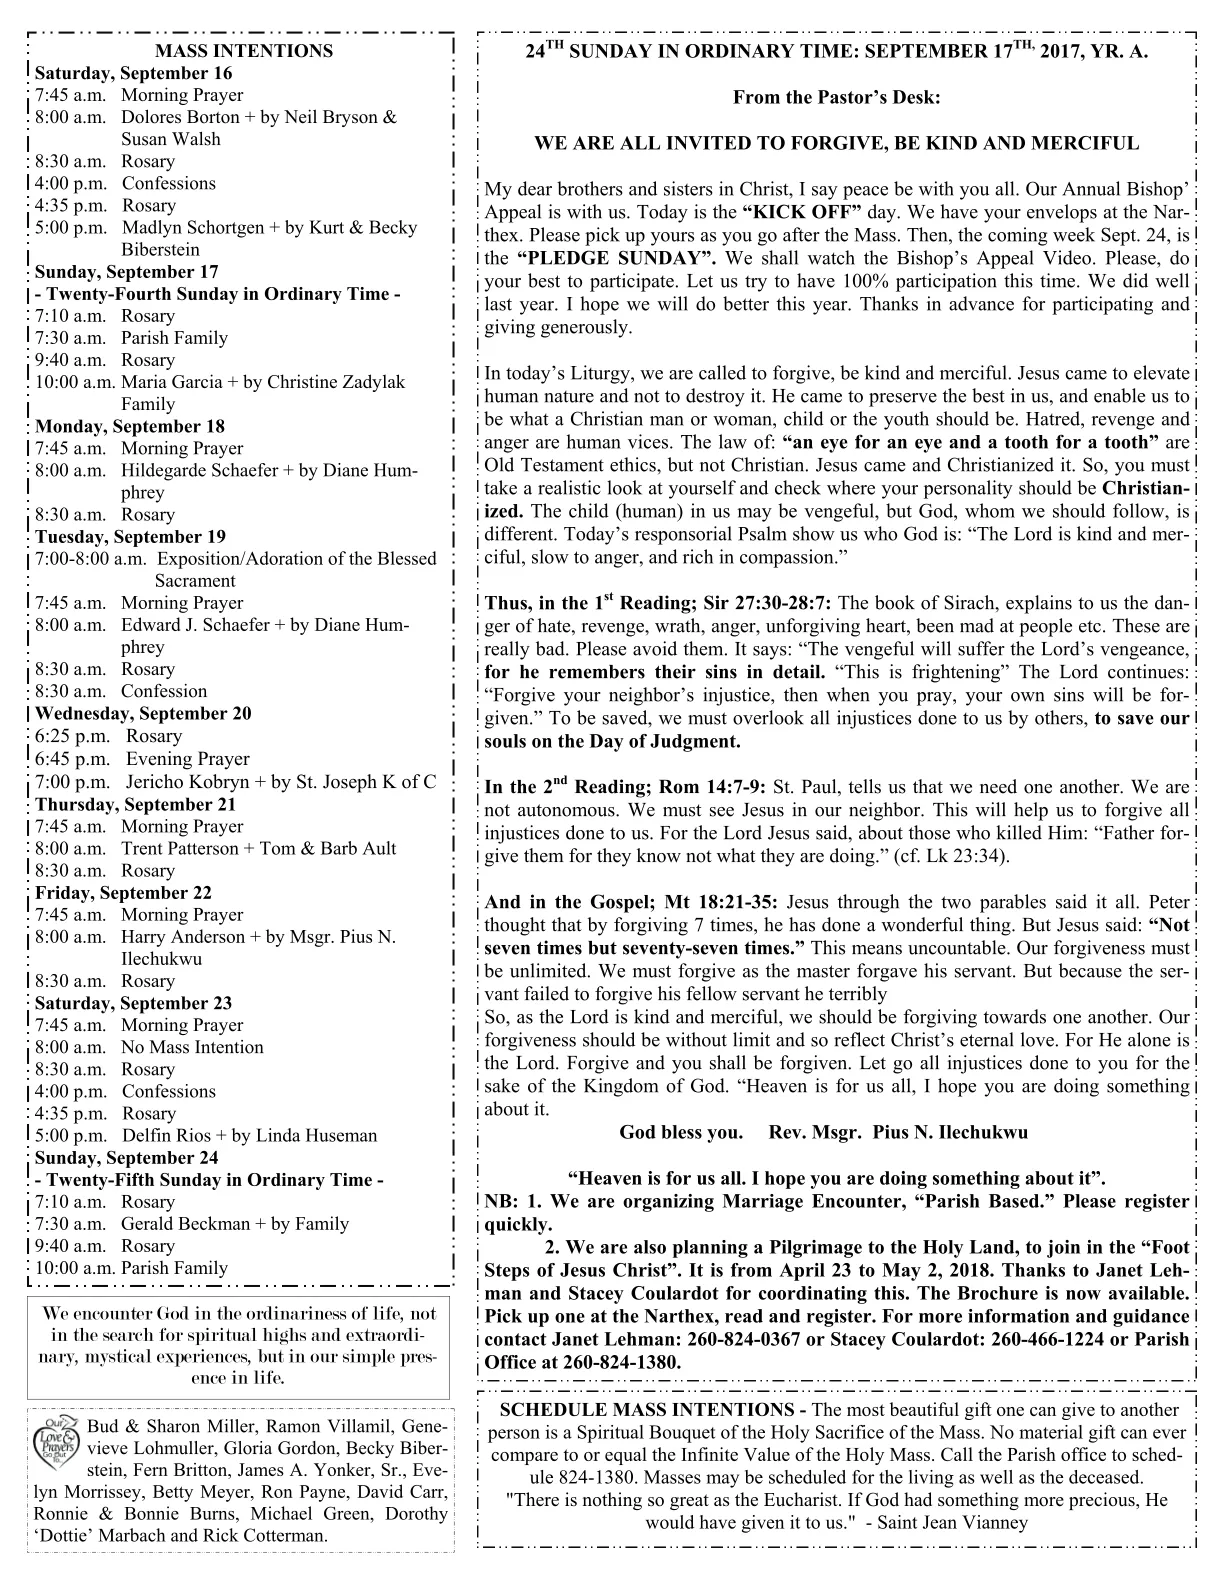 MASS INTENTIONS
Saturday, September 16
7:45 a.m. Morning Prayer
8:00 a.m. Dolores Borton + by Neil Bryson &
Susan Walsh
8:30 a.m. Rosary
4:00 p.m. Confessions
4:35 p.m. Rosary
5:00 p.m. Madlyn Schortgen + by Kurt & Becky
Biberstein
Sunday, September 17
- Twenty-Fourth Sunday in Ordinary Time -
7:10 a.m. Rosary
7:30 a.m. Parish Family
9:40 a.m. Rosary
10:00 a.m. Maria Garcia + by Christine Zadylak
Family
Monday, September 18
7:45 a.m. Morning Prayer
8:00 a.m. Hildegarde Schaefer + by Diane Hum-
phrey
8:30 a.m. Rosary
Tuesday, September 19
7:00-8:00 a.m. Exposition/Adoration of the Blessed
Sacrament
7:45 a.m. Morning Prayer
8:00 a.m. Edward J. Schaefer + by Diane Hum-
phrey
8:30 a.m. Rosary
8:30 a.m. Confession
Wednesday, September 20
6:25 p.m. Rosary
6:45 p.m. Evening Prayer
7:00 p.m. Jericho Kobryn + by St. Joseph K of C
Thursday, September 21
7:45 a.m. Morning Prayer
8:00 a.m. Trent Patterson + Tom & Barb Ault
8:30 a.m. Rosary
Friday, September 22
7:45 a.m. Morning Prayer
8:00 a.m. Harry Anderson + by Msgr. Pius N.
Ilechukwu
8:30 a.m. Rosary
Saturday, September 23
7:45 a.m. Morning Prayer
8:00 a.m. No Mass Intention
8:30 a.m. Rosary
4:00 p.m. Confessions
4:35 p.m. Rosary
5:00 p.m. Delfin Rios + by Linda Huseman
Sunday, September 24
- Twenty-Fifth Sunday in Ordinary Time -
7:10 a.m. Rosary
7:30 a.m. Gerald Beckman + by Family
9:40 a.m. Rosary
10:00 a.m. Parish Family
We encounter God in the ordinariness of life, not
in the search for spiritual highs and extraordi-
nary, mystical experiences, but in our simple pres-
ence in life.
Our
Love &
Prayers
Go Out
To...
Bud & Sharon Miller, Ramon Villamil, Gene-
vieve Lohmuller, Gloria Gordon, Becky Biber-
stein, Fern Britton, James A. Yonker, Sr., Eve-
lyn Morrissey, Betty Meyer, Ron Payne, David Carr,
Ronnie & Bonnie Burns, Michael Green, Dorothy
‘Dottie’ Marbach and Rick Cotterman.
24TH SUNDAY IN ORDINARY TIME: SEPTEMBER 17TH, 2017, YR. A.
From the Pastor’s Desk:
WE ARE ALL INVITED TO FORGIVE, BE KIND AND MERCIFUL
My dear brothers and sisters in Christ, I say peace be with you all. Our Annual Bishop’
Appeal is with us. Today is the “KICK OFF” day. We have your envelops at the Nar-
thex. Please pick up yours as you go after the Mass. Then, the coming week Sept. 24, is
the “PLEDGE SUNDAY”. We shall watch the Bishop’s Appeal Video. Please, do
your best to participate. Let us try to have 100% participation this time. We did well
last year. I hope we will do better this year. Thanks in advance for participating and
giving generously.
In today’s Liturgy, we are called to forgive, be kind and merciful. Jesus came to elevate
human nature and not to destroy it. He came to preserve the best in us, and enable us to
be what a Christian man or woman, child or the youth should be. Hatred, revenge and
anger are human vices. The law of: “an eye for an eye and a tooth for a tooth” are
Old Testament ethics, but not Christian. Jesus came and Christianized it. So, you must
take a realistic look at yourself and check where your personality should be Christian-
ized. The child (human) in us may be vengeful, but God, whom we should follow, is
different. Today’s responsorial Psalm show us who God is: “The Lord is kind and mer-
ciful, slow to anger, and rich in compassion.”
Thus, in the 1st Reading; Sir 27:30-28:7: The book of Sirach, explains to us the dan-
ger of hate, revenge, wrath, anger, unforgiving heart, been mad at people etc. These are
really bad. Please avoid them. It says: “The vengeful will suffer the Lord’s vengeance,
for he remembers their sins in detail. “This is frightening” The Lord continues:
“Forgive your neighbor’s injustice, then when you pray, your own sins will be for-
given.” To be saved, we must overlook all injustices done to us by others, to save our
souls on the Day of Judgment.
In the 2nd Reading; Rom 14:7-9: St. Paul, tells us that we need one another. We are
not autonomous. We must see Jesus in our neighbor. This will help us to forgive all
injustices done to us. For the Lord Jesus said, about those who killed Him: “Father for-
give them for they know not what they are doing.” (cf. Lk 23:34).
And in the Gospel; Mt 18:21-35: Jesus through the two parables said it all. Peter
thought that by forgiving 7 times, he has done a wonderful thing. But Jesus said: “Not
seven times but seventy-seven times.” This means uncountable. Our forgiveness must
be unlimited. We must forgive as the master forgave his servant. But because the ser-
vant failed to forgive his fellow servant he terribly
So, as the Lord is kind and merciful, we should be forgiving towards one another. Our
forgiveness should be without limit and so reflect Christ’s eternal love. For He alone is
the Lord. Forgive and you shall be forgiven. Let go all injustices done to you for the
sake of the Kingdom of God. “Heaven is for us all, I hope you are doing something
about it.
God bless you. Rev. Msgr. Pius N. Ilechukwu
“Heaven is for us all. I hope you are doing something about it”.
NB: 1. We are organizing Marriage Encounter, “Parish Based.” Please register
quickly.
2. We are also planning a Pilgrimage to the Holy Land, to join in the “Foot
Steps of Jesus Christ”. It is from April 23 to May 2, 2018. Thanks to Janet Leh-
man and Stacey Coulardot for coordinating this. The Brochure is now available.
Pick up one at the Narthex, read and register. For more information and guidance
contact Janet Lehman: 260-824-0367 or Stacey Coulardot: 260-466-1224 or Parish
Office at 260-824-1380.
SCHEDULE MASS INTENTIONS - The most beautiful gift one can give to another
person is a Spiritual Bouquet of the Holy Sacrifice of the Mass. No material gift can ever
compare to or equal the Infinite Value of the Holy Mass. Call the Parish office to sched-
ule 824-1380. Masses may be scheduled for the living as well as the deceased.
"There is nothing so great as the Eucharist. If God had something more precious, He
would have given it to us." - Saint Jean Vianney